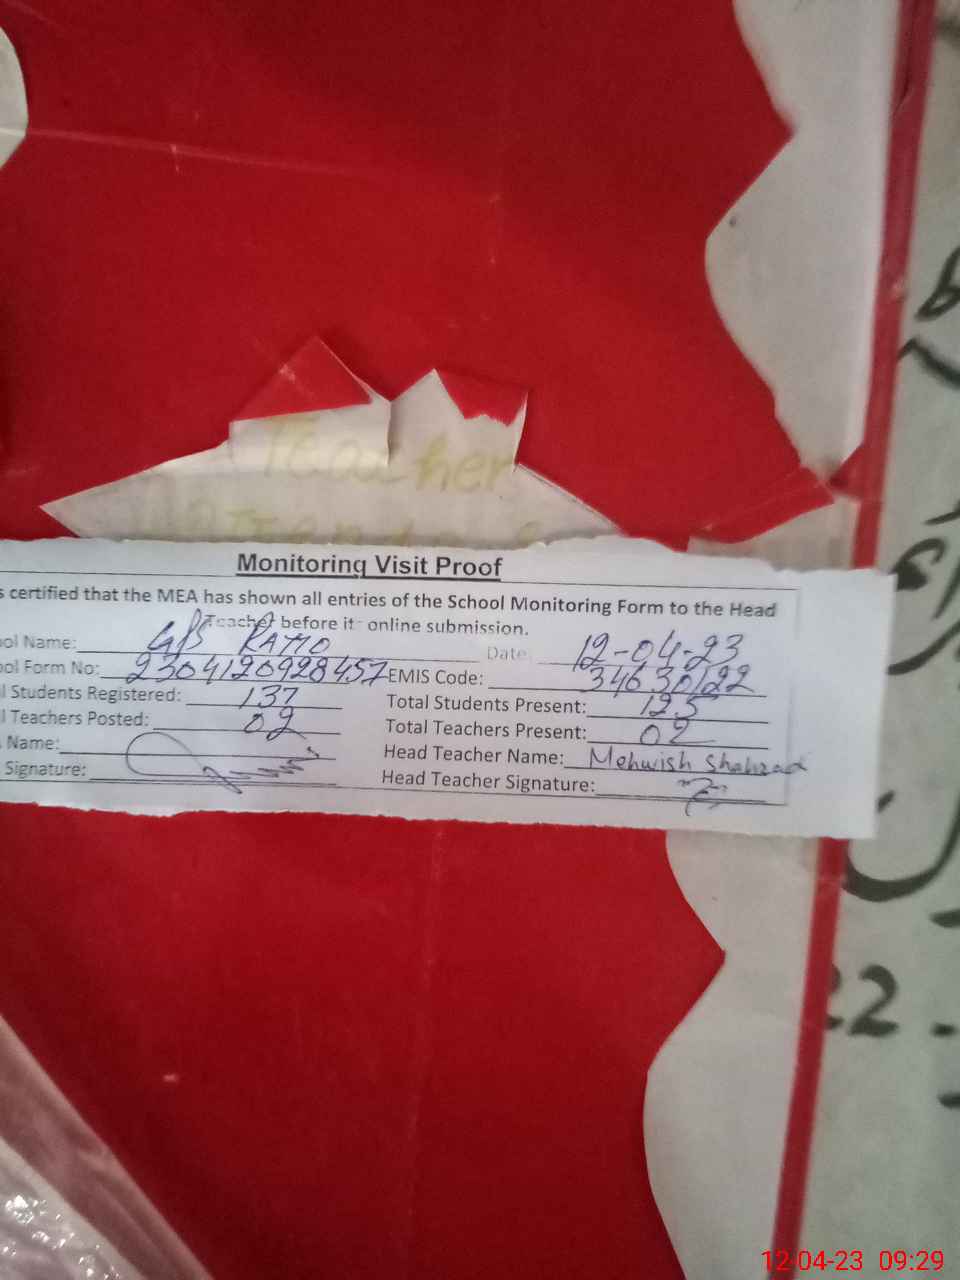 Teacher
Monitoring Visit Proof
s certified that the MEA has shown all entries of the School Monitoring Form to the Head
Teacher before it online submission.
ool Name: GPS RATTO Date: 12-04-23
ool Form No: 2304120928457 EMIS Code: 34630122
l Students Registered: 137 Total Students Present: 125
l Teachers Posted: 02 Total Teachers Present: 02
Name: Head Teacher Name: Mehwish Shahzad
Signature: Head Teacher Signature:
22
12-04-23 09:29